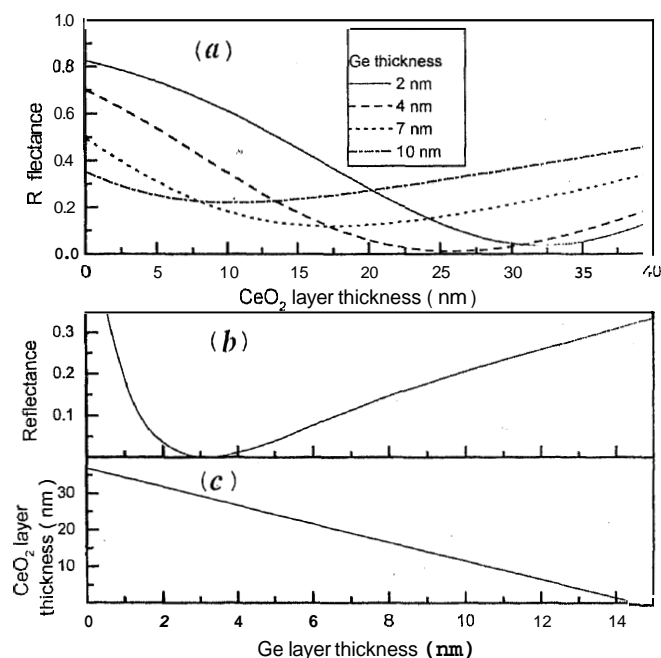 1.0
(a)
Ge thickness
2 nm
4 nm
7 nm
10 nm
0.8
0.6
0.4
0.2
0.0
R flectance
0 5 10 15 20 25 30 35 40
CeO2 layer thickness ( nm )
(b)
0.3
0.2
0.1
Reflectance
(c)
30
20
10
CeO2 layer
thickness ( nm )
0 2 4 6 8 10 12 14
Ge layer thickness (nm)